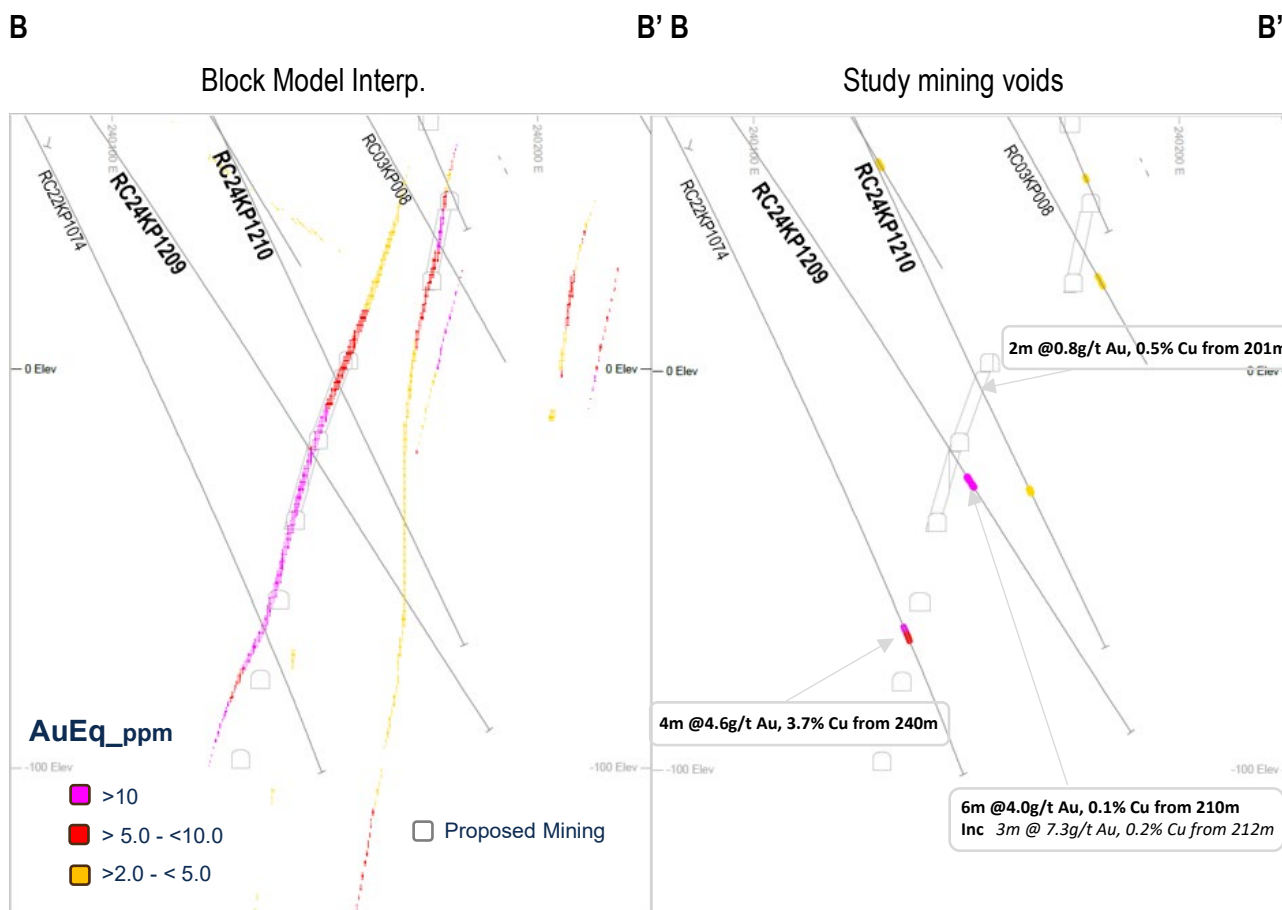 B B’ B B’
Block Model Interp. Study mining voids
240100 E
240200 E
240100 E
240200 E
RC22KP1074
RC24KP1209
RC24KP1210
RC03KP008
RC22KP1074
RC24KP1209
RC24KP1210
RC03KP008
2m @0.8g/t Au, 0.5% Cu from 201m
0 Elev
0 Elev
0 Elev
0 Elev
4m @4.6g/t Au, 3.7% Cu from 240m
AuEq_ppm
-100 Elev
-100 Elev
-100 Elev
-100 Elev
>10
> 5.0 - <10.0
>2.0 - < 5.0
Proposed Mining
6m @4.0g/t Au, 0.1% Cu from 210m
Inc 3m @ 7.3g/t Au, 0.2% Cu from 212m